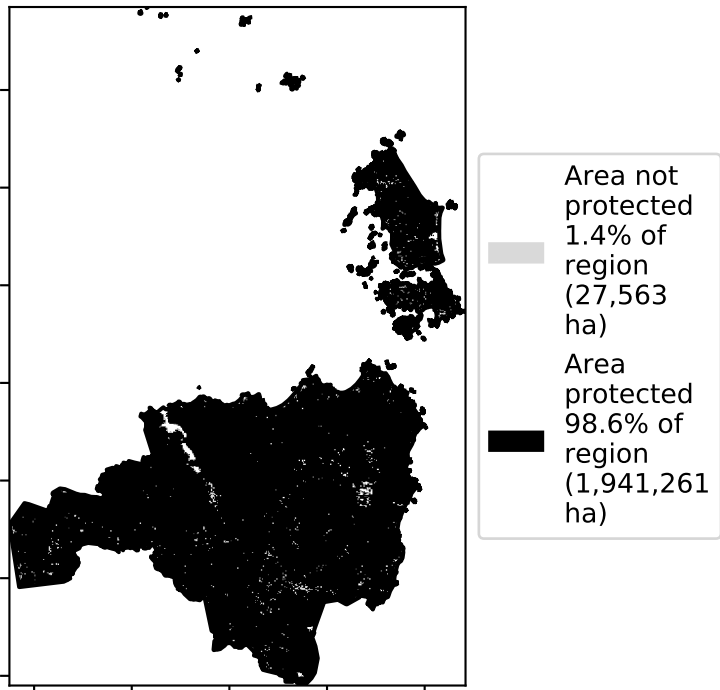 Area not
protected
1.4% of
region
(27,563
ha)
Area
protected
98.6% of
region
(1,941,261
ha)